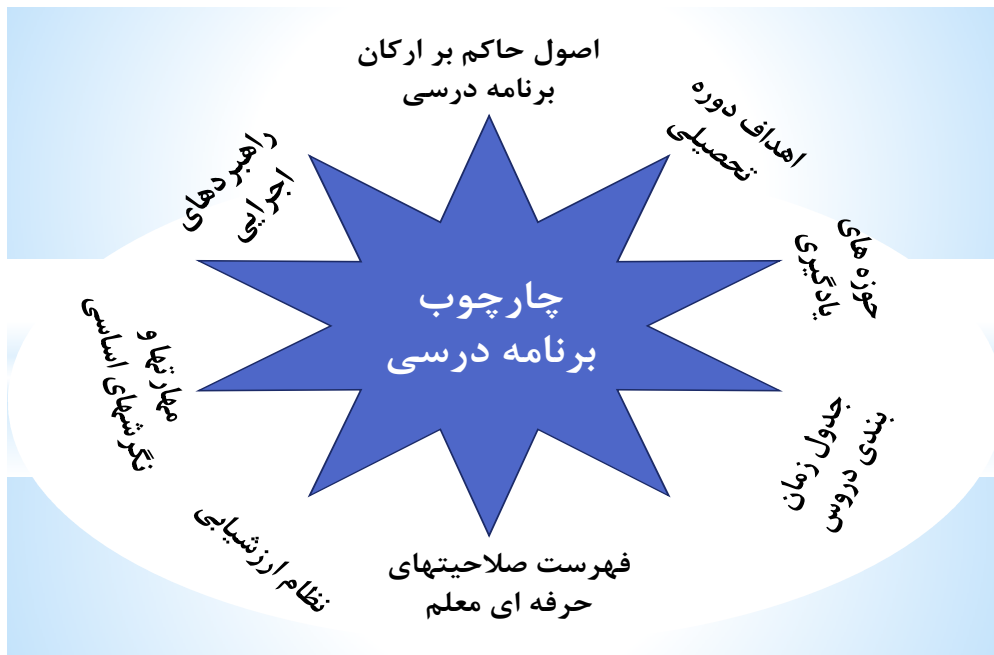 اصول حاکم بر ارکان
برنامه درسی
اهداف دوره
تحصیلی
حوزه های
یادگیری
جدول زمان
بندی دروس
فهرست صلاحیتهای
حرفه ای معلم
نظام ارزشیابی
مهارتها و
نگرشهای اساسی
راهبردهای
اجرایی
چارچوب
برنامه درسی